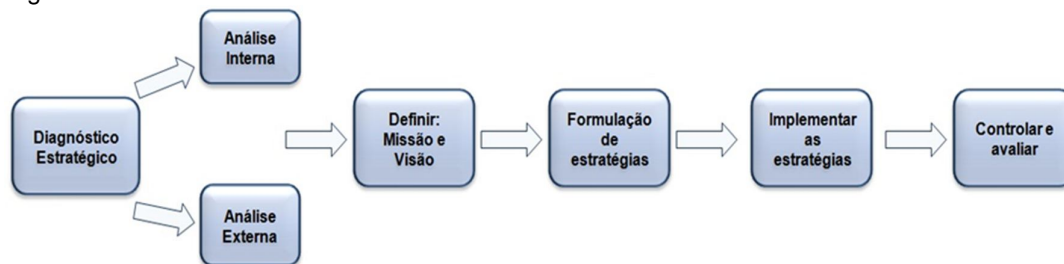 Diagnóstico
Estratégico
Análise
Interna
Análise
Externa
Definir:
Missão e
Visão
Formulação
de
estratégias
Implementar
as
estratégias
Controlar e
avaliar